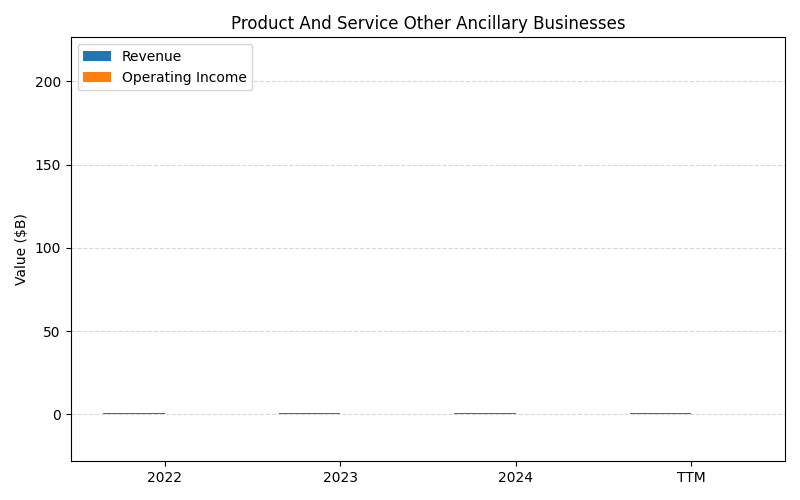 Product And Service Other Ancillary Businesses
Revenue
Operating Income
Value ($B)
200
150
100
50
0
2022 2023 2024 TTM